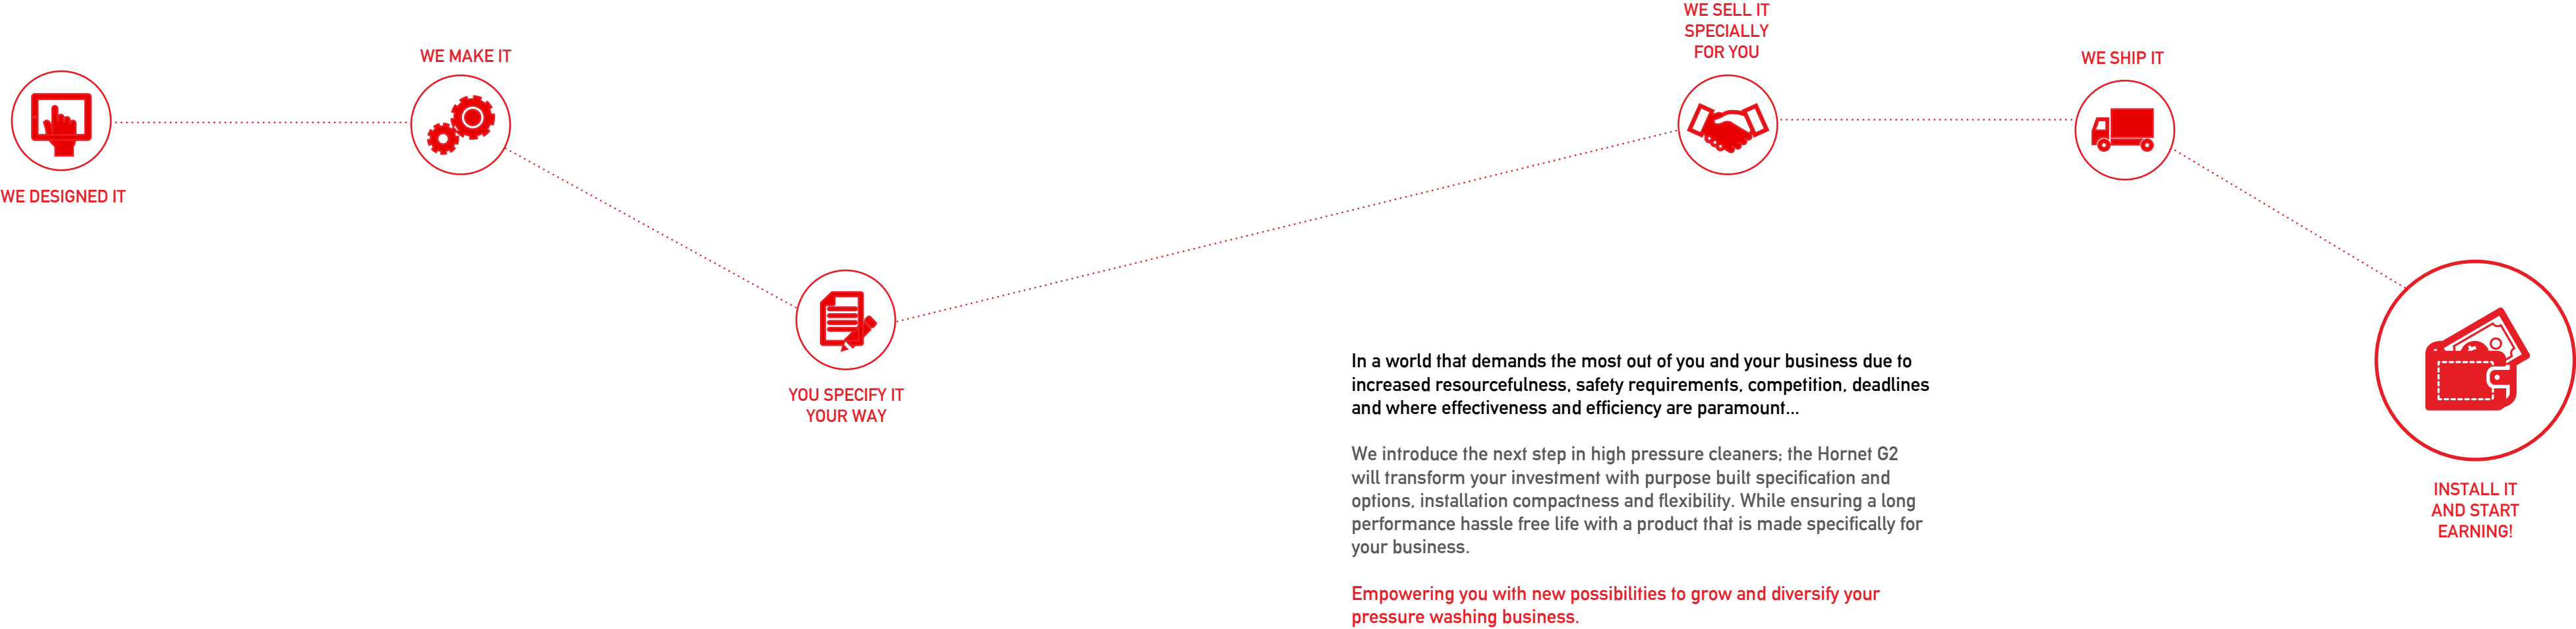 WE DESIGNED IT
WE MAKE IT
YOU SPECIFY IT
YOUR WAY
WE SELL IT
SPECIALLY
FOR YOU
WE SHIP IT
INSTALL IT
AND START
EARNING!
In a world that demands the most out of you and your business due to
increased resourcefulness, safety requirements, competition, deadlines
and where effectiveness and efficiency are paramount...
We introduce the next step in high pressure cleaners; the Hornet G2
will transform your investment with purpose built specification and
options, installation compactness and flexibility. While ensuring a long
performance hassle free life with a product that is made specifically for
your business.
Empowering you with new possibilities to grow and diversify your
pressure washing business.